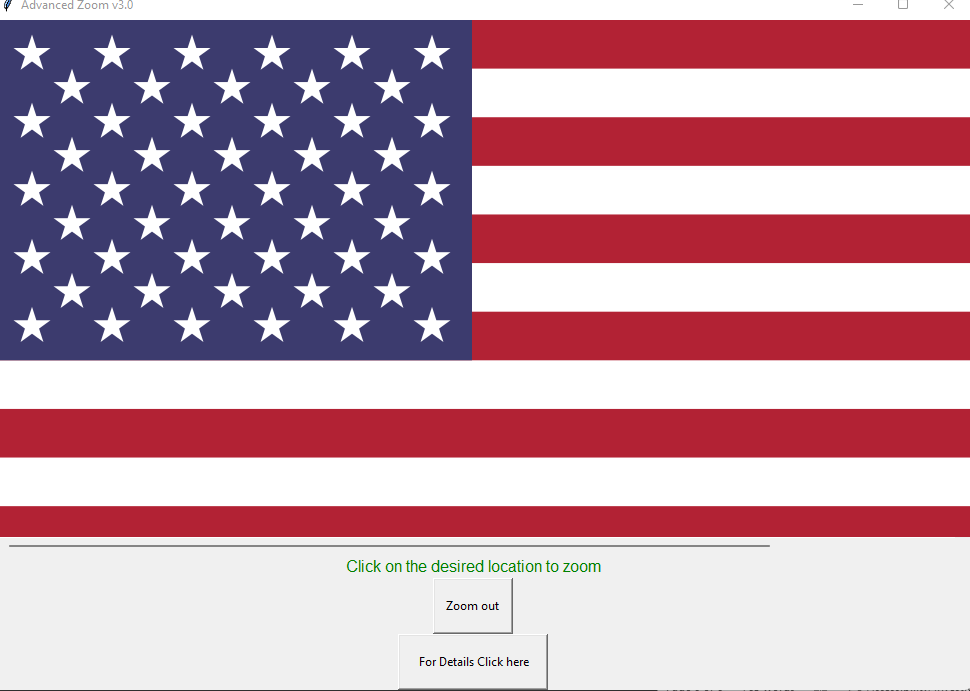 Advanced Zoom v3.0
Click on the desired location to zoom
Zoom out
For Details Click here